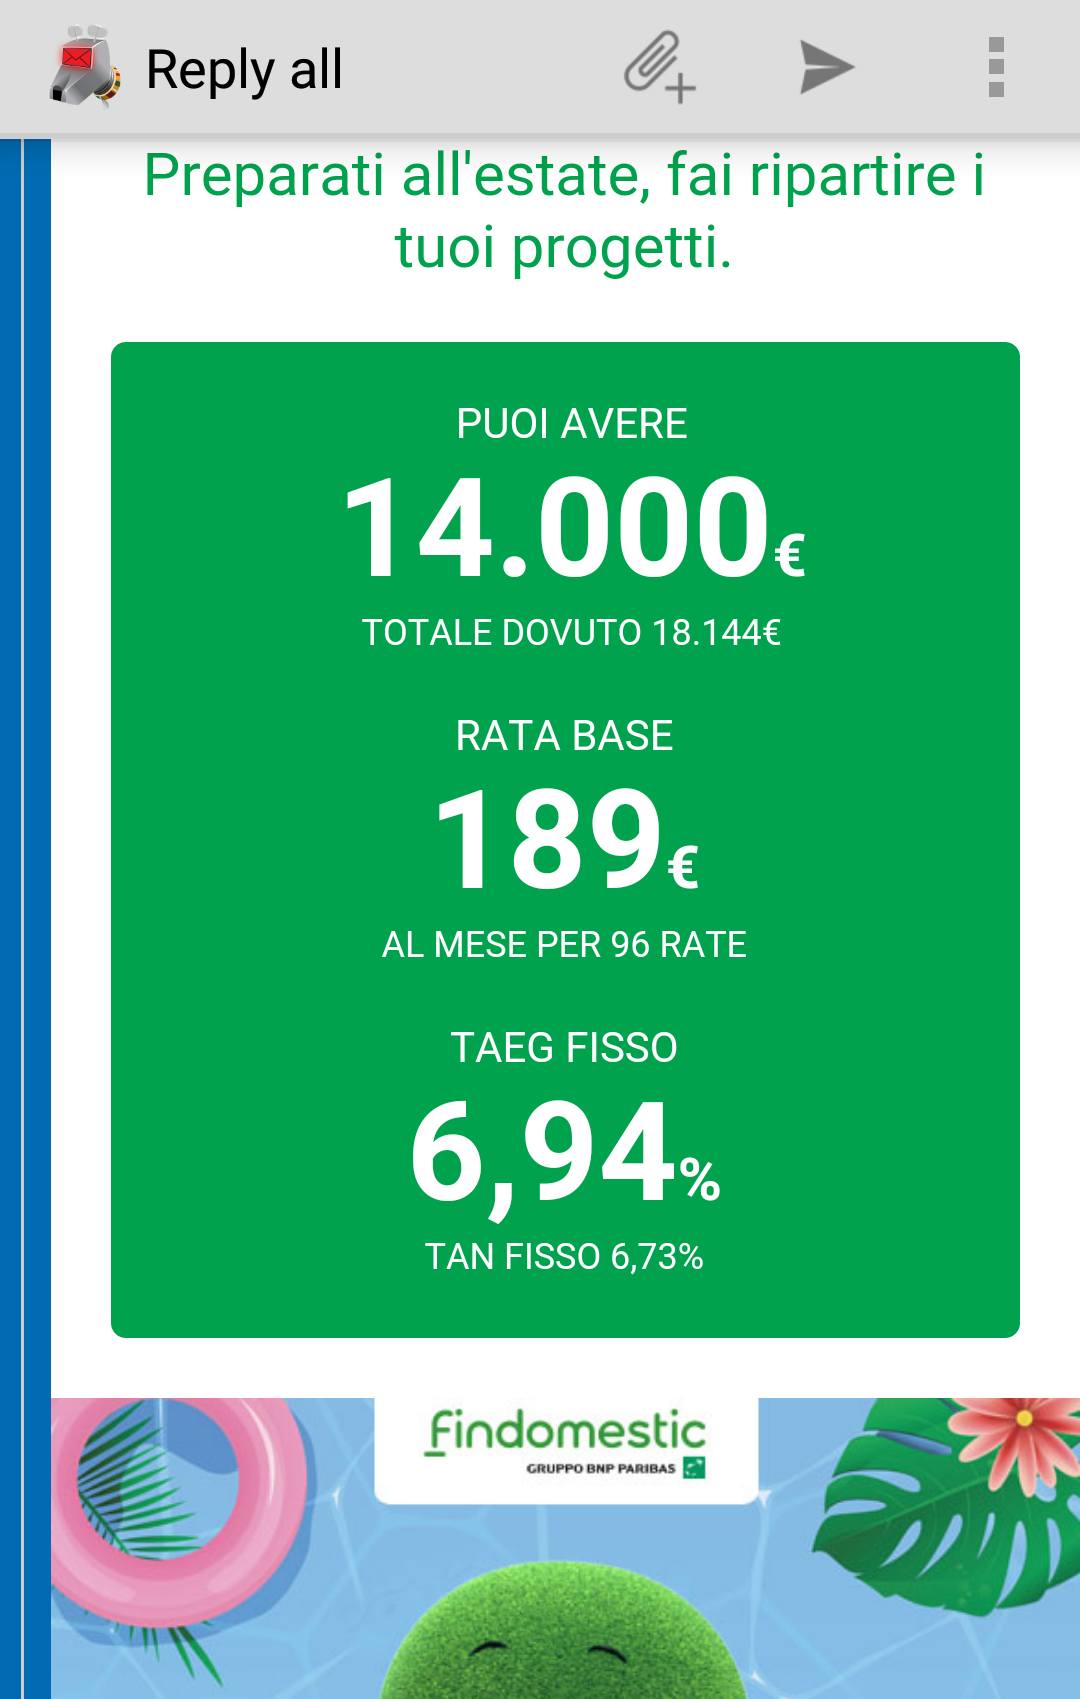 Reply all
Preparati all'estate, fai ripartire i
tuoi progetti.
PUOI AVERE
14.000€
TOTALE DOVUTO 18.144€
RATA BASE
189€
AL MESE PER 96 RATE
TAEG FISSO
6,94%
TAN FISSO 6,73%
findomestic
GRUPPO BNP PARIBAS